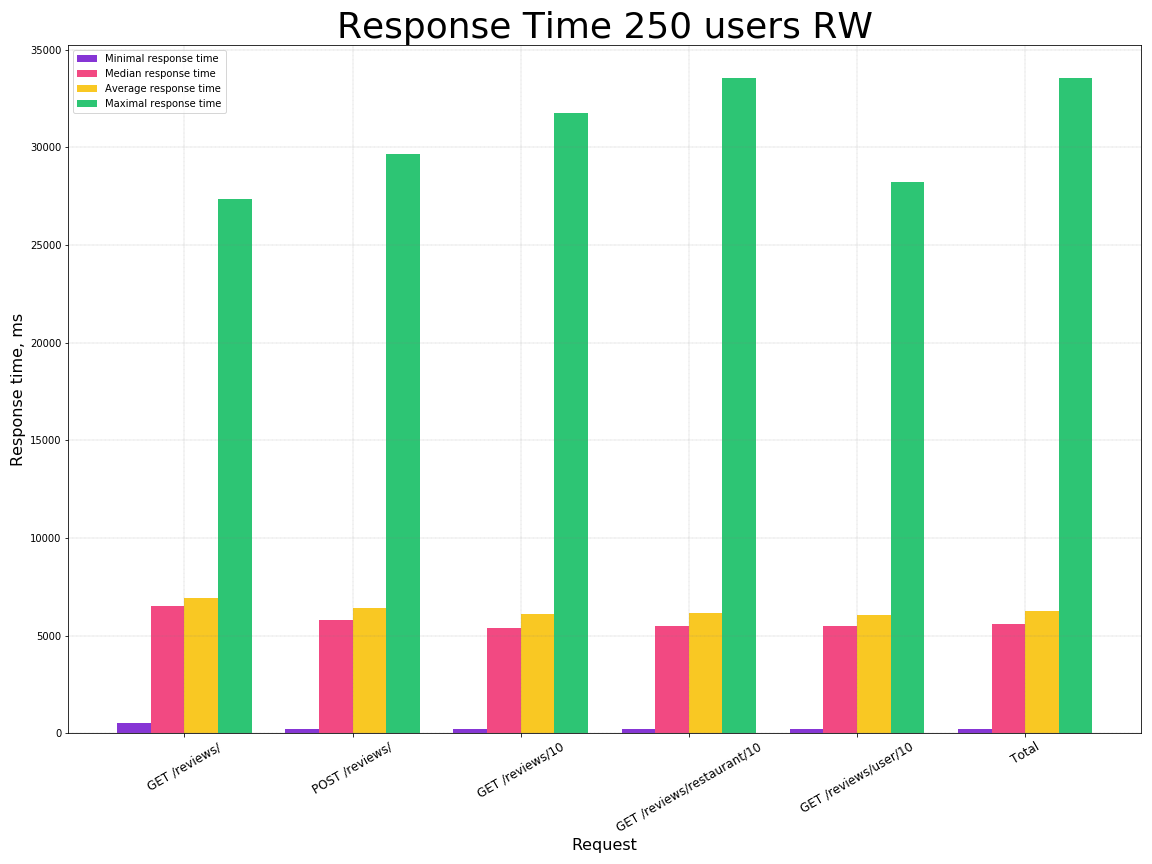 Response Time 250 users RW
Minimal response time
Median response time
Average response time
Maximal response time
Response time, ms
35000
30000
25000
20000
15000
10000
5000
0
GET /reviews/
POST /reviews/
GET /reviews/10
GET /reviews/restaurant/10
GET /reviews/user/10
Total
Request